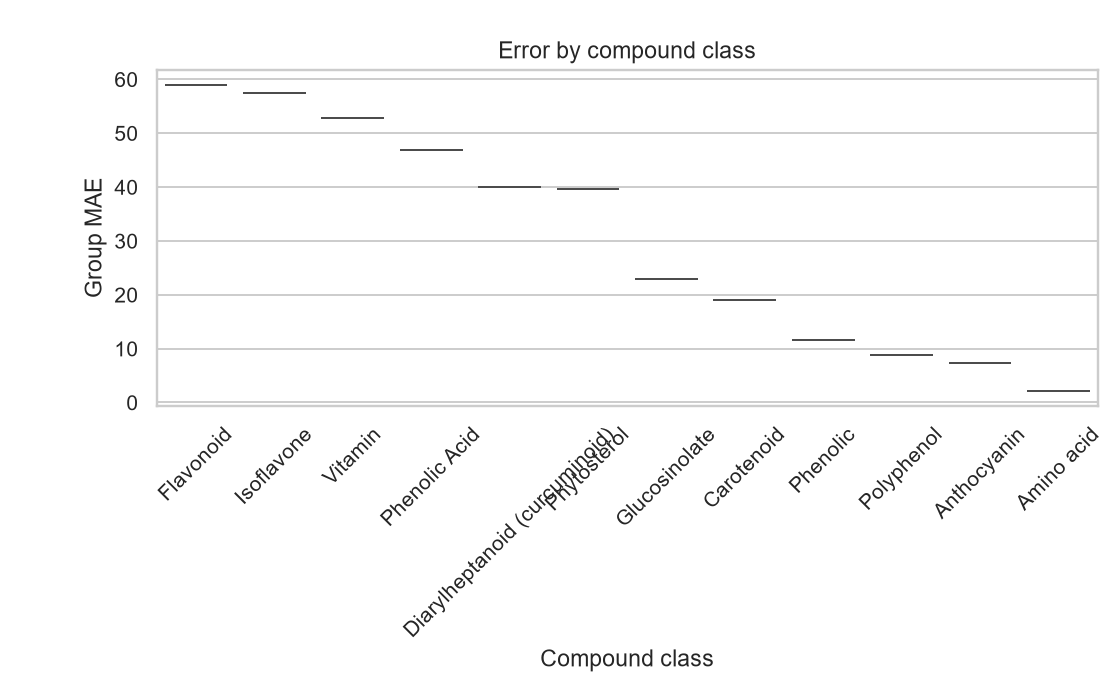 Error by compound class
Group MAE
60
50
40
30
20
10
0
Flavonoid
Isoflavone
Vitamin
Phenolic Acid
Diarylheptanoid (curcuminoid)
Phytosterol
Glucosinolate
Carotenoid
Phenolic
Polyphenol
Anthocyanin
Amino acid
Compound class